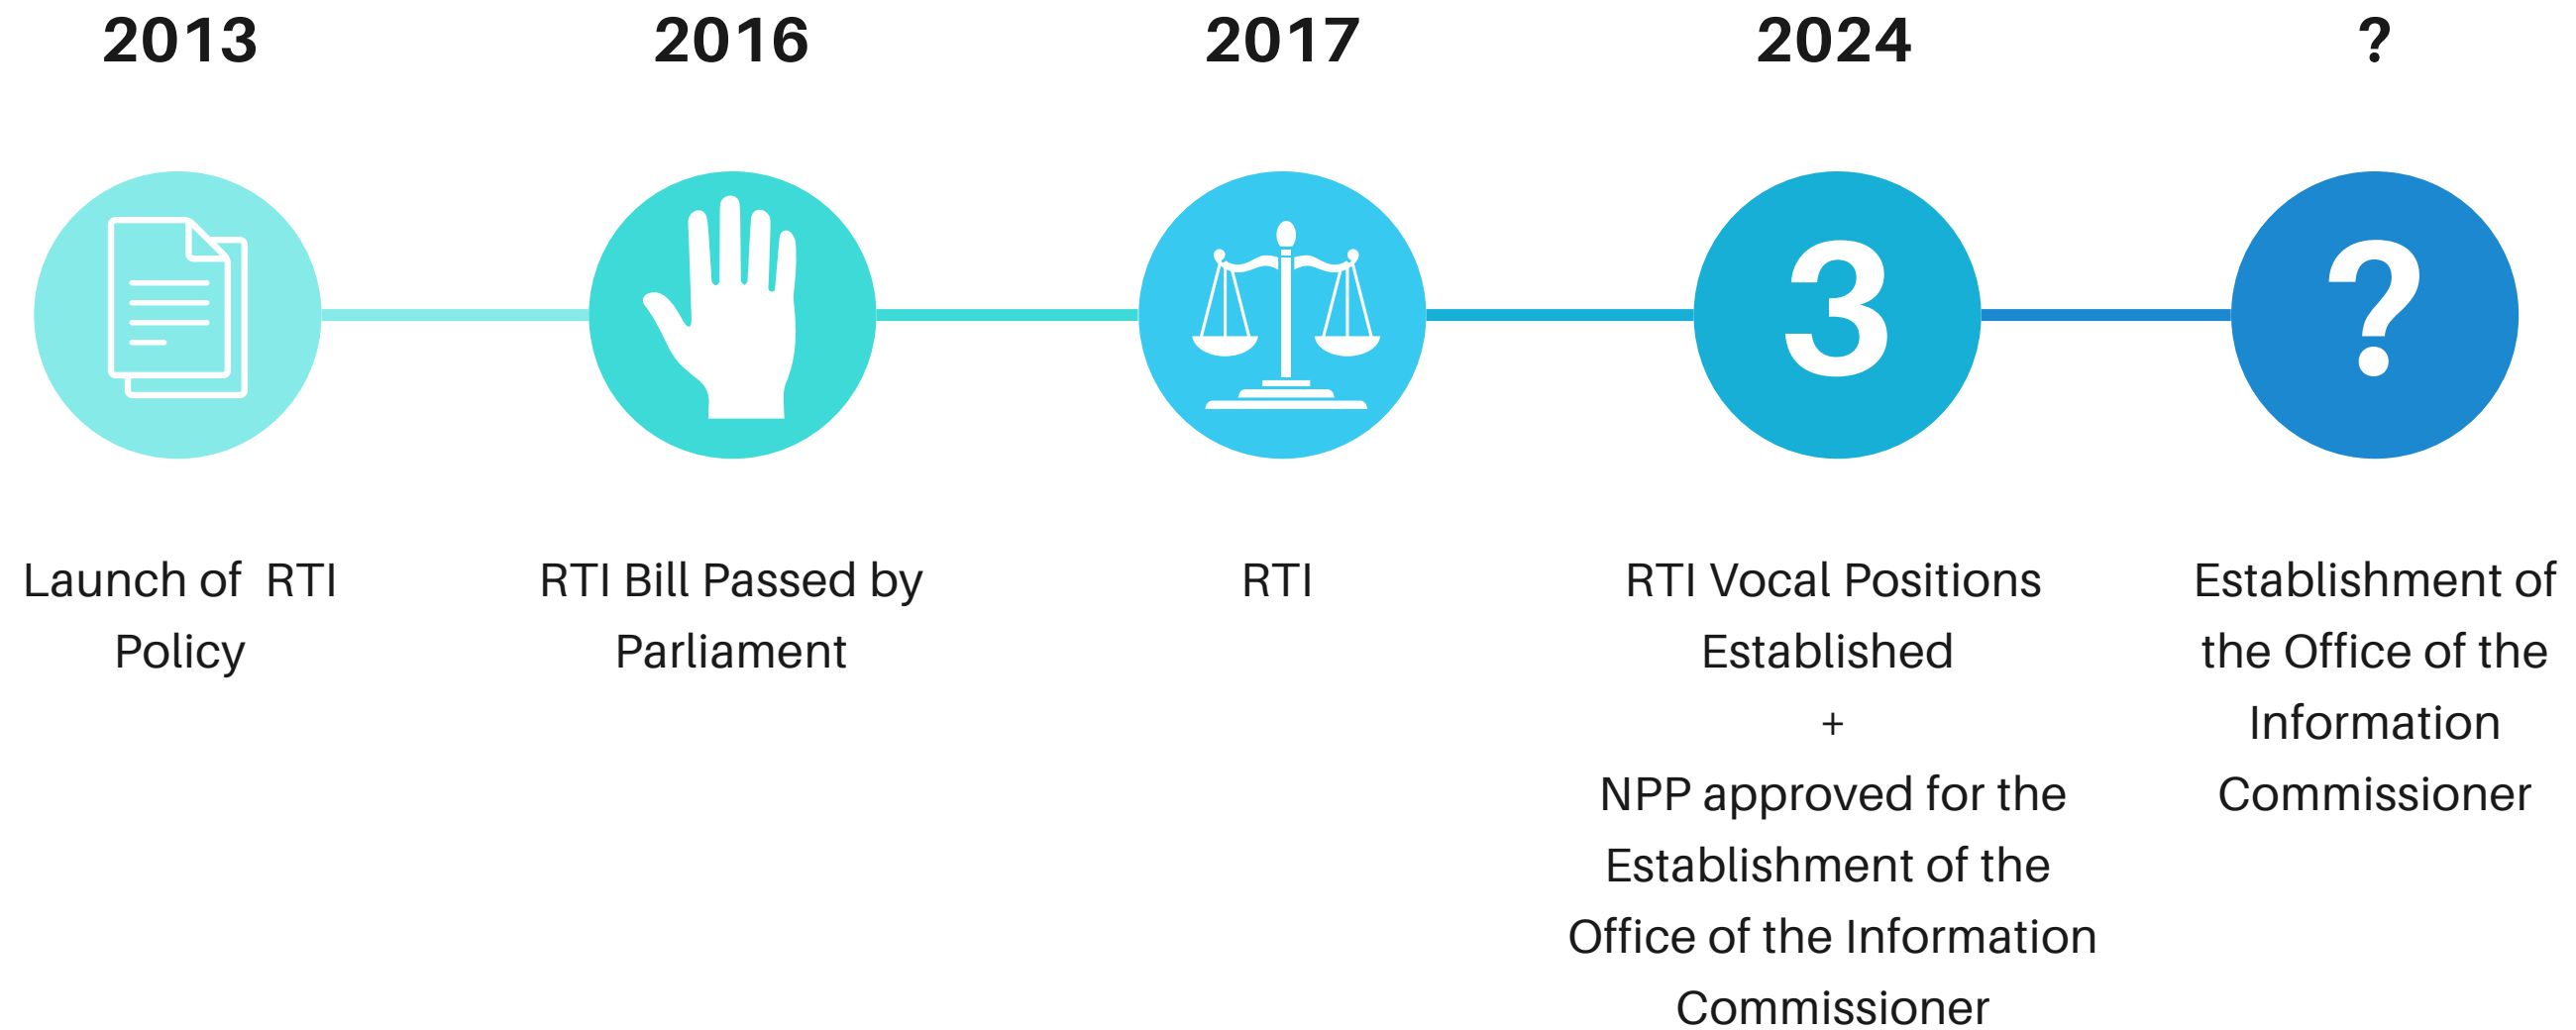 2013
2016
2017
2024
?
3
?
Launch of RTI
Policy
RTI Bill Passed by
Parliament
RTI
RTI Vocal Positions
Established
+
NPP approved for the
Establishment of the
Office of the Information
Commissioner
Establishment of
the Office of the
Information
Commissioner